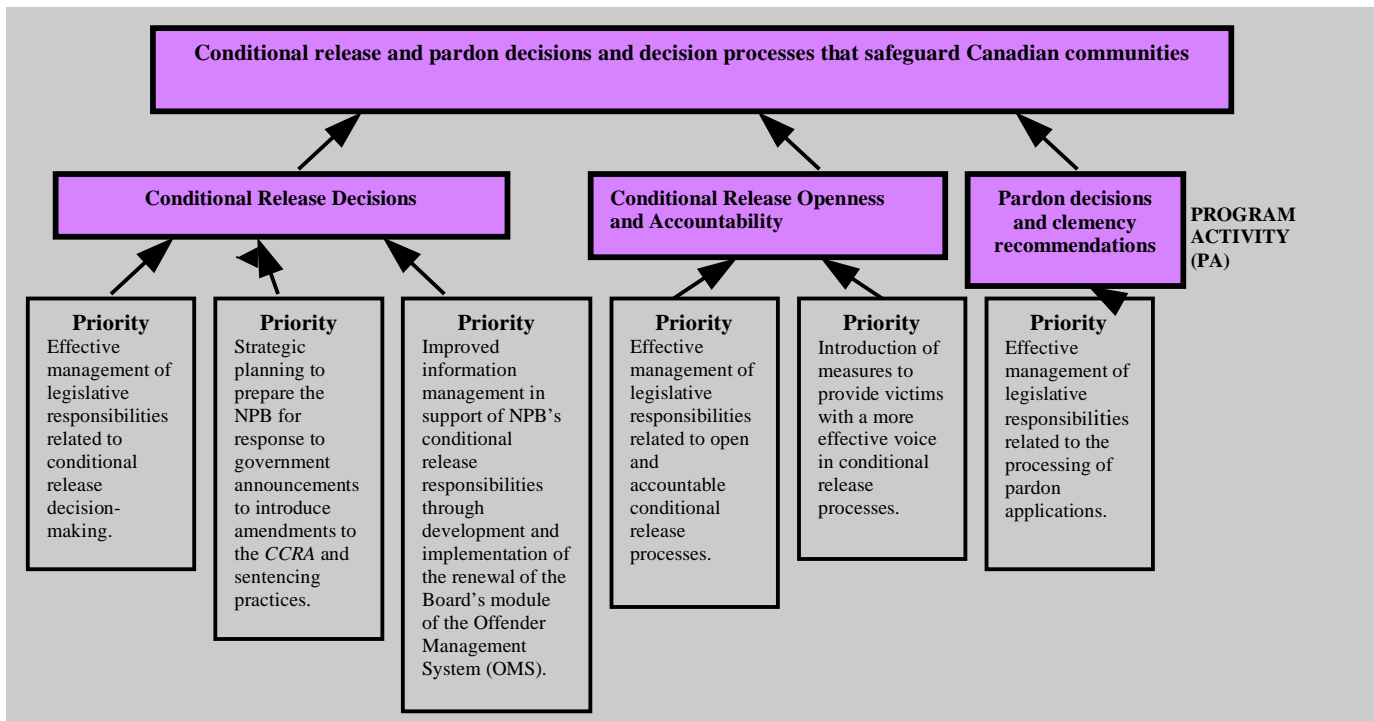 Conditional release and pardon decisions and decision processes that safeguard Canadian communities
Conditional Release Decisions
Conditional Release Openness
and Accountability
Pardon decisions
and clemency
recommendations
PROGRAM
ACTIVITY
(PA)
Priority
Effective
management of
legislative
responsibilities
related to
conditional
release
decision-
making.
Priority
Strategic
planning to
prepare the
NPB for
response to
government
announcements
to introduce
amendments to
the CCRA and
sentencing
practices.
Priority
Improved
information
management in
support of NPB’s
conditional
release
responsibilities
through
development and
implementation of
the renewal of the
Board’s module
of the Offender
Management
System (OMS).
Priority
Effective
management of
legislative
responsibilities
related to open
and
accountable
conditional
release
processes.
Priority
Introduction of
measures to
provide victims
with a more
effective voice
in conditional
release
processes.
Priority
Effective
management of
legislative
responsibilities
related to the
processing of
pardon
applications.